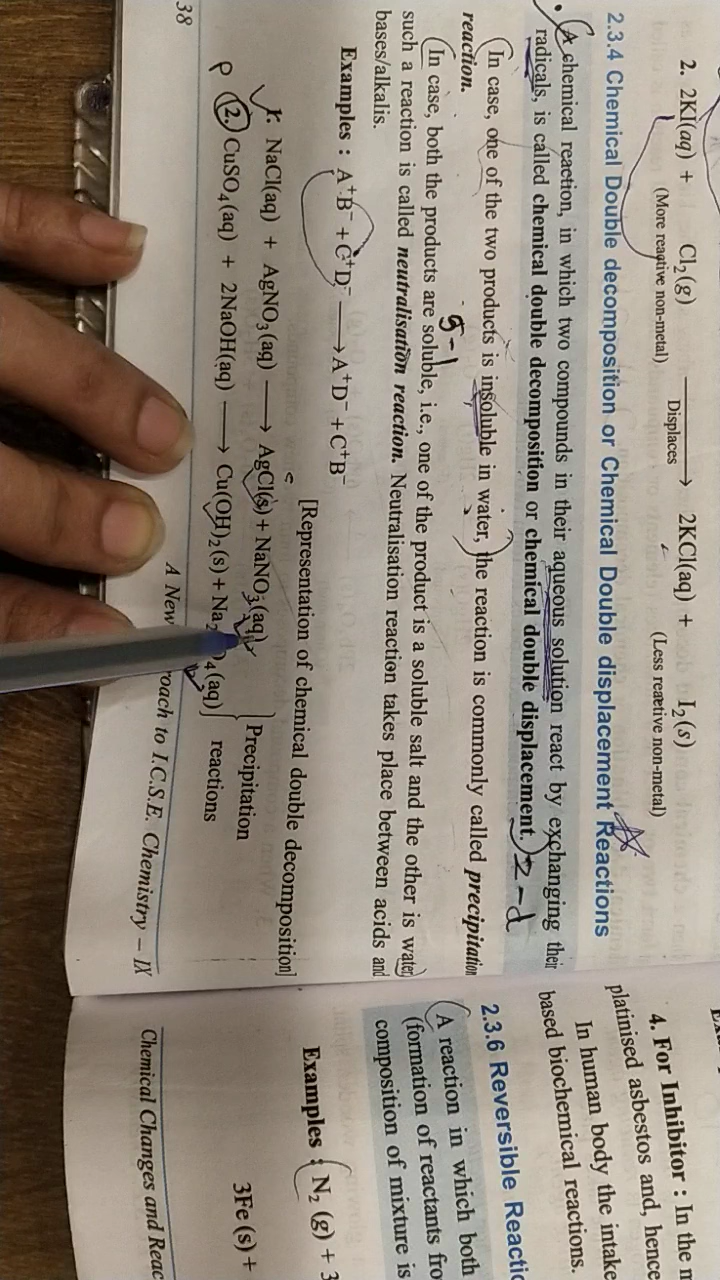 2. 2KI(aq) + Cl₂(g) ⟶ 2KCl(aq) + I₂(s)
(More reactive non-metal) Displaces (Less reactive non-metal)
2.3.4 Chemical Double decomposition or Chemical Double displacement Reactions
A chemical reaction, in which two compounds in their aqueous solution react by exchanging their
radicals, is called chemical double decomposition or chemical double displacement. 2-d
In case, one of the two products is insoluble in water, the reaction is commonly called precipitation
reaction.
In case, both the products are soluble, i.e., one of the product is a soluble salt and the other is water
such a reaction is called neutralisation reaction. Neutralisation reaction takes place between acids and
bases/alkalis.
Examples : A⁺B⁻ + C⁺D⁻ ⟶ A⁺D⁻ + C⁺B⁻
[Representation of chemical double decomposition]
1. NaCl(aq) + AgNO₃(aq) ⟶ AgCl(s) + NaNO₃(aq)
2. CuSO₄(aq) + 2NaOH(aq) ⟶ Cu(OH)₂(s) + Na₂ O₄(aq)
Precipitation
reactions
38
A New roach to I.C.S.E. Chemistry – IX
4. For Inhibitor : In the
platinised asbestos and, hence
In human body the intake
based biochemical reactions.
2.3.6 Reversible Reactio
A reaction in which both
(formation of reactants fro
composition of mixture is
Examples : N₂ (g) + 3
3Fe (s) +
Chemical Changes and Reac